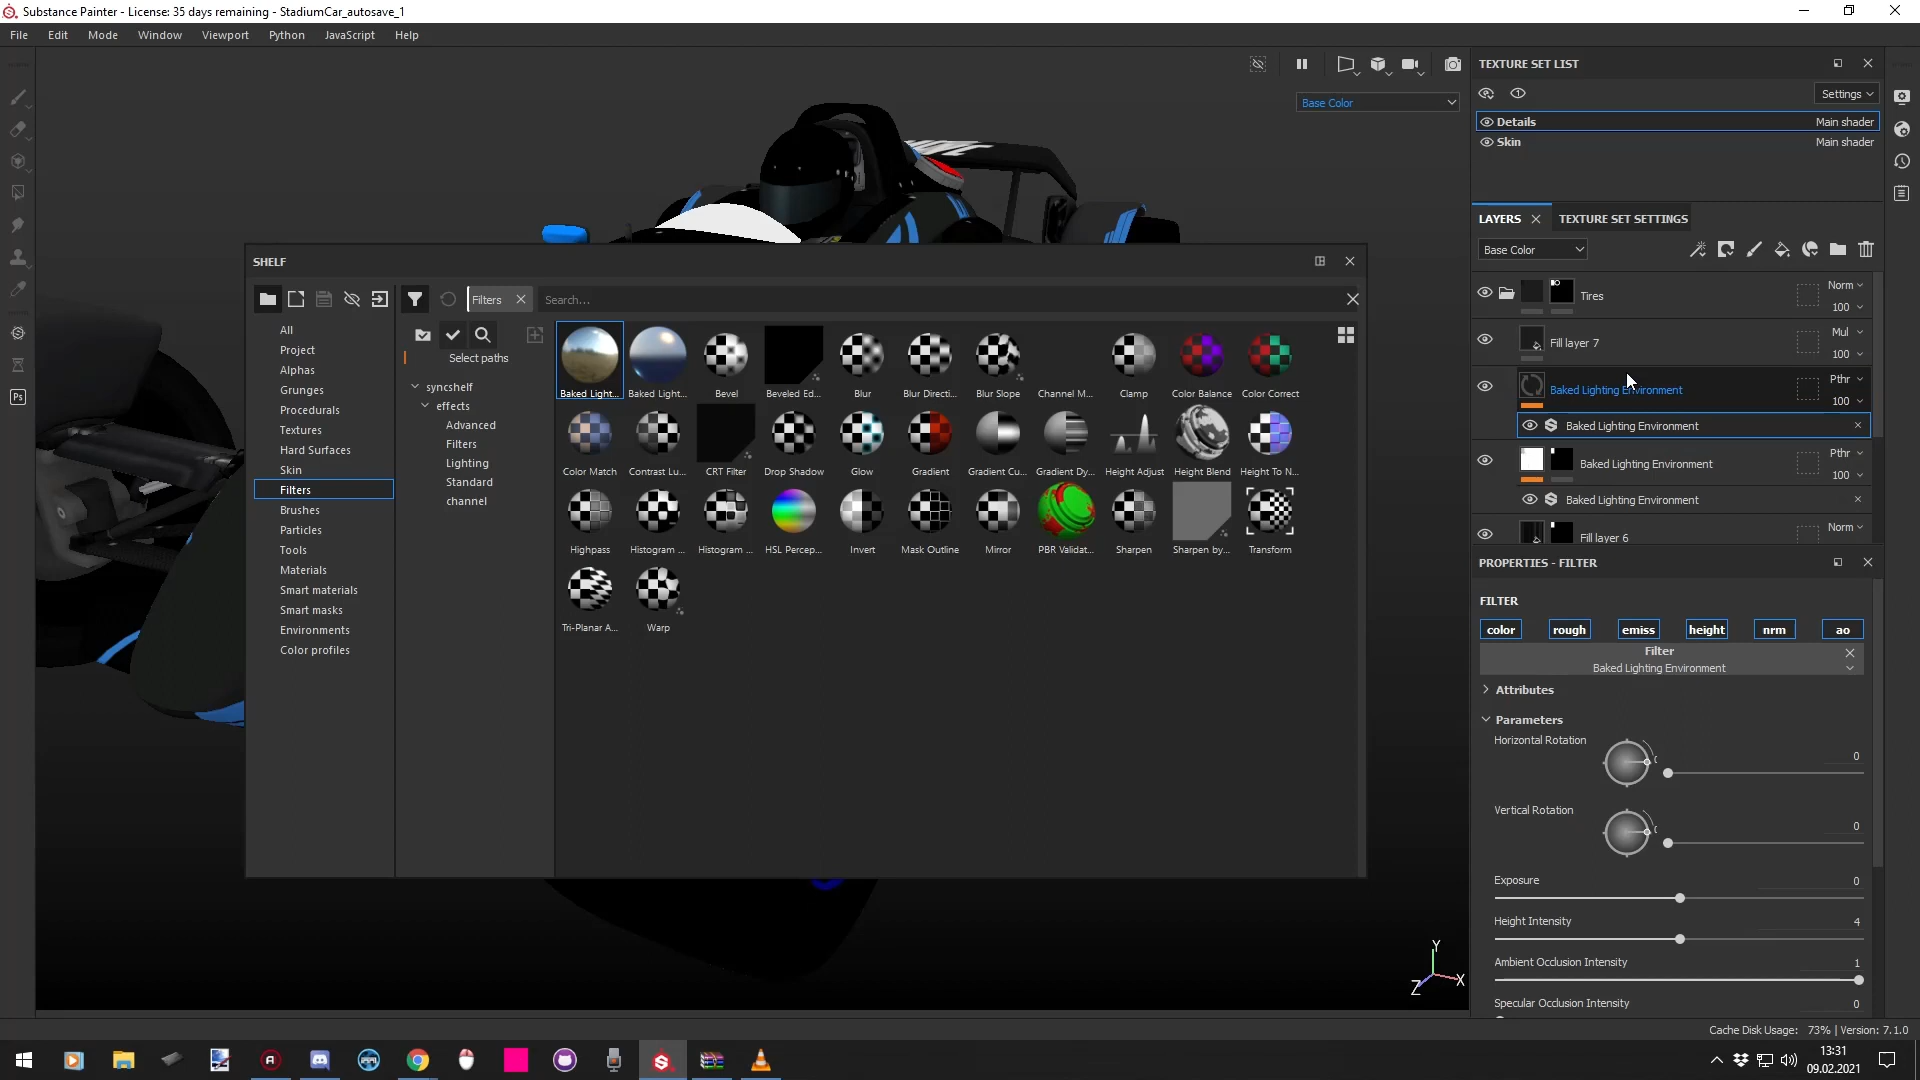 Substance Painter - License: 35 days remaining - StadiumCar_autosave_1
File Edit Mode Window Viewport Python JavaScript Help
Base Color
TEXTURE SET LIST
Settings
Details Main shader
Skin Main shader
LAYERS TEXTURE SET SETTINGS
Base Color
Tires Norm
100
Fill layer 7 Mul
100
Baked Lighting Environment Pthr
100
Baked Lighting Environment
Baked Lighting Environment Pthr
100
Baked Lighting Environment
Fill layer 6 Norm
PROPERTIES - FILTER
FILTER
color rough emiss height nrm ao
Filter
Baked Lighting Environment
Attributes
Parameters
Horizontal Rotation
0
Vertical Rotation
0
Exposure 0
Height Intensity 4
Ambient Occlusion Intensity 1
Specular Occlusion Intensity 0
SHELF
Filters Search...
All
Project
Alphas
Grunges
Procedurals
Textures
Hard Surfaces
Skin
Filters
Brushes
Particles
Tools
Materials
Smart materials
Smart masks
Environments
Color profiles
Select paths
syncshelf
effects
Advanced
Filters
Lighting
Standard
channel
Baked Light... Baked Light... Bevel Beveled Ed... Blur Blur Directi... Blur Slope Channel M... Clamp Color Balance Color Correct
Color Match Contrast Lu... CRT Filter Drop Shadow Glow Gradient Gradient Cu... Gradient Dy... Height Adjust Height Blend Height To N...
Highpass Histogram ... Histogram ... HSL Percep... Invert Mask Outline Mirror PBR Validat... Sharpen Sharpen by... Transform
Tri-Planar A... Warp
Y
X
Z
Cache Disk Usage: 73% | Version: 7.1.0
Ps
13:31
09.02.2021